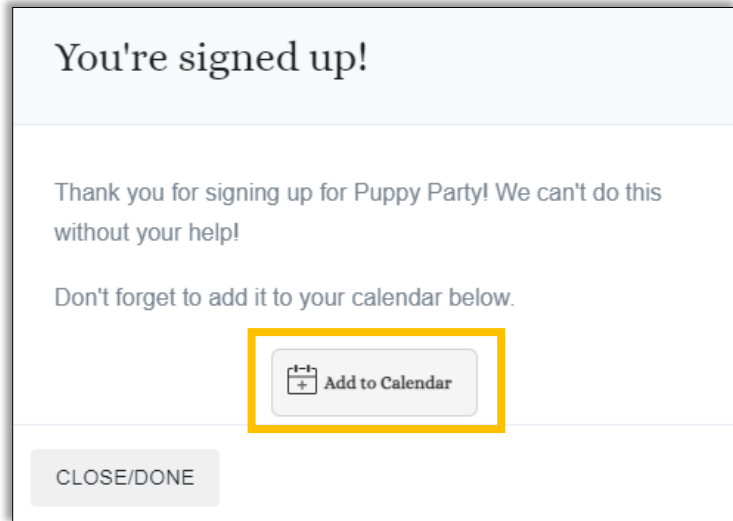 You're signed up!
Thank you for signing up for Puppy Party! We can't do this
without your help!
Don't forget to add it to your calendar below.
Add to Calendar
CLOSE/DONE